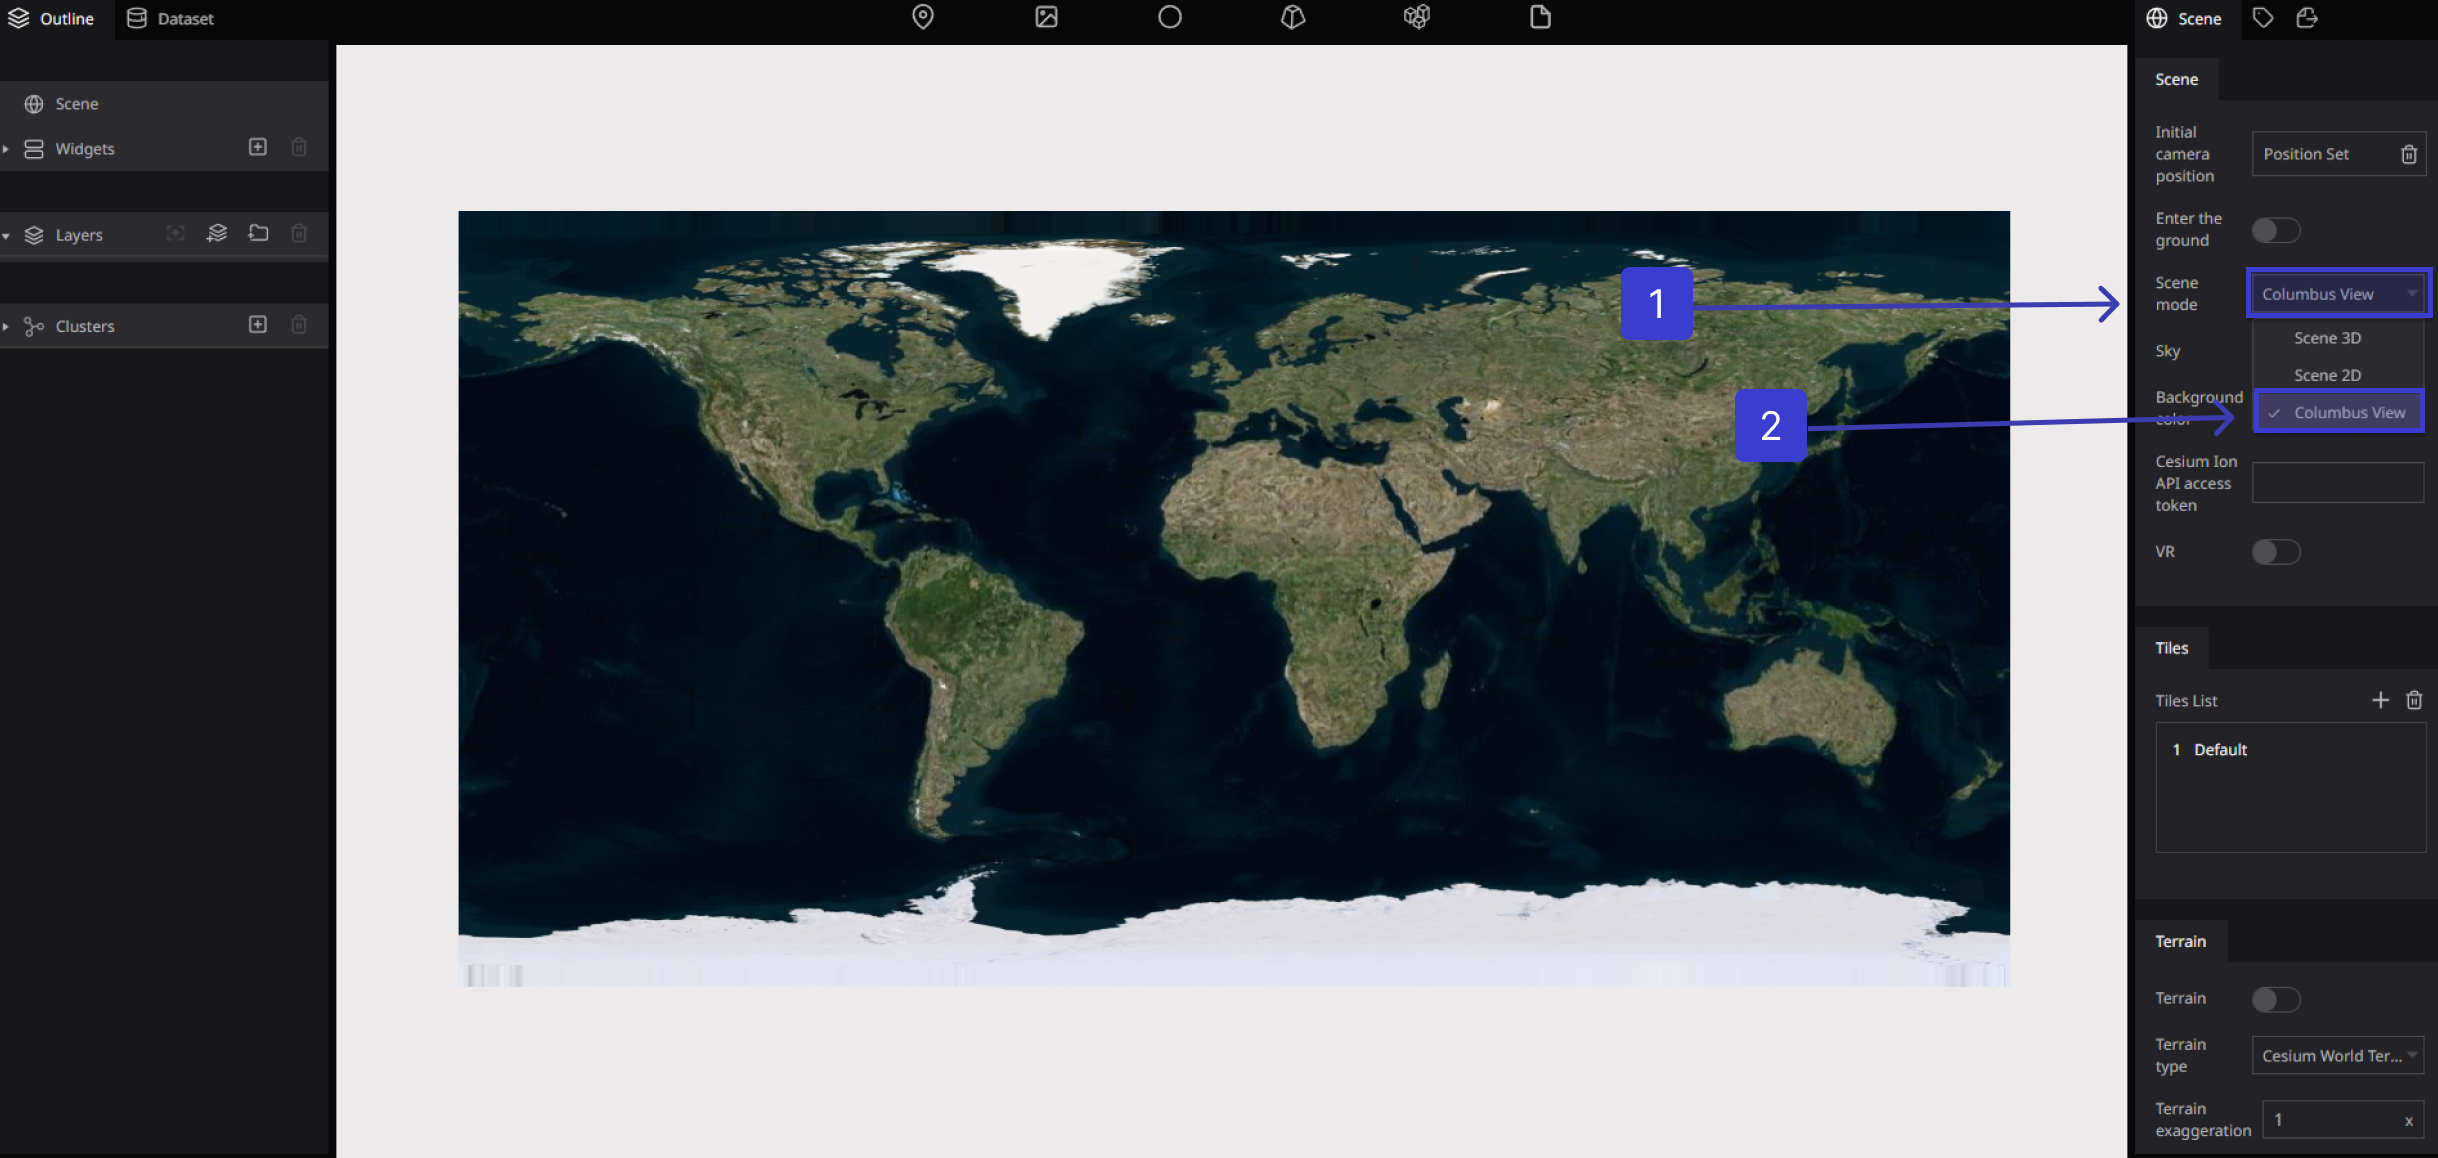 Outline
Dataset
Scene
Scene
Widgets
Layers
Clusters
1
2
Scene
Initial
camera
position
Position Set
Enter the
ground
Scene
mode
Columbus View
Scene 3D
Scene 2D
Columbus View
Sky
Background
color
Cesium Ion
API access
token
VR
Tiles
Tiles List
1 Default
Terrain
Terrain
Terrain
type
Cesium World Ter...
Terrain
exaggeration
1
x